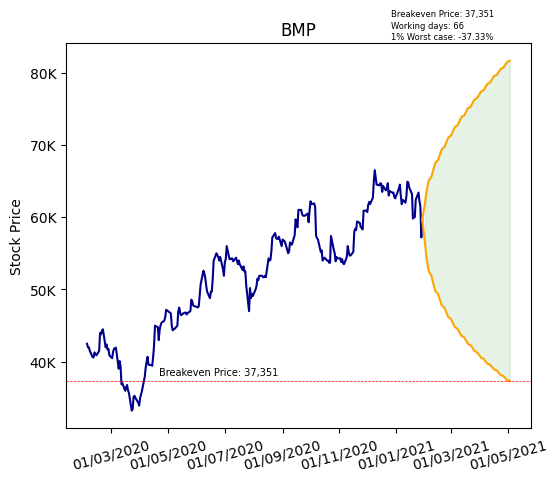 Breakeven Price: 37,351
Working days: 66
1% Worst case: -37.33%
BMP
Stock Price
80K
70K
60K
50K
40K
Breakeven Price: 37,351
01/03/2020
01/05/2020
01/07/2020
01/09/2020
01/11/2020
01/01/2021
01/03/2021
01/05/2021